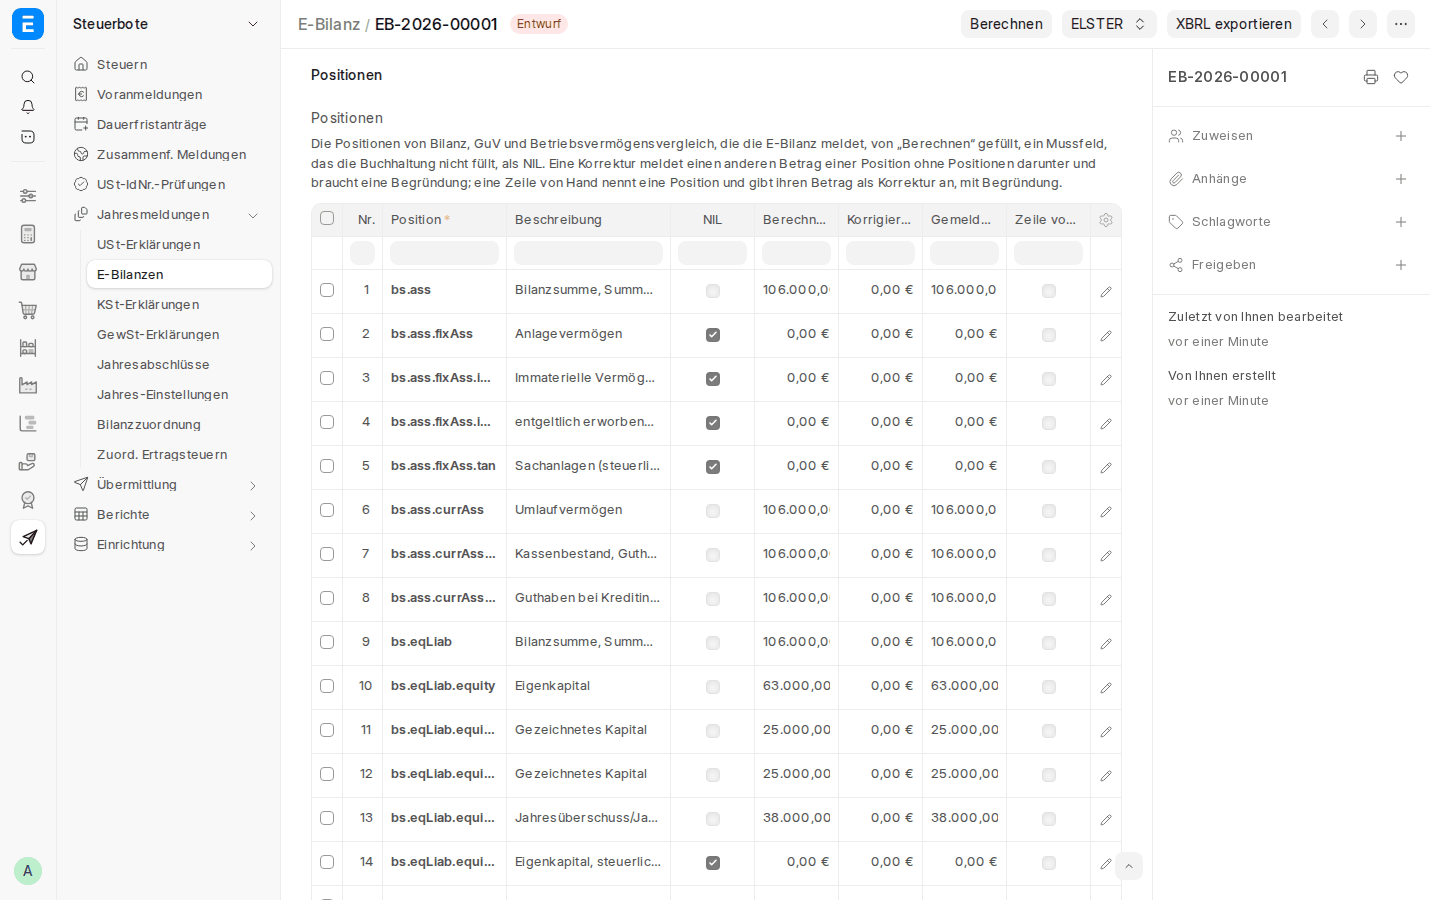 Steuerbote
E-Bilanz / EB-2026-00001 Entwurf
Berechnen
ELSTER
XBRL exportieren
Steuern
Voranmeldungen
Dauerfristanträge
Zusammenf. Meldungen
USt-IdNr.-Prüfungen
Jahresmeldungen
USt-Erklärungen
E-Bilanzen
KSt-Erklärungen
GewSt-Erklärungen
Jahresabschlüsse
Jahres-Einstellungen
Bilanzzuordnung
Zuord. Ertragsteuern
Übermittlung
Berichte
Einrichtung
A
Positionen
Positionen
Die Positionen von Bilanz, GuV und Betriebsvermögensvergleich, die die E-Bilanz meldet, von „Berechnen“ gefüllt, ein Mussfeld,
das die Buchhaltung nicht füllt, als NIL. Eine Korrektur meldet einen anderen Betrag einer Position ohne Positionen darunter und
braucht eine Begründung; eine Zeile von Hand nennt eine Position und gibt ihren Betrag als Korrektur an, mit Begründung.
Nr. Position * Beschreibung NIL Berechn... Korrigier... Gemeld... Zeile vo...
1 bs.ass Bilanzsumme, Summ... 106.000,0 0,00 € 106.000,0
2 bs.ass.fixAss Anlagevermögen 0,00 € 0,00 € 0,00 €
3 bs.ass.fixAss.i... Immaterielle Vermög... 0,00 € 0,00 € 0,00 €
4 bs.ass.fixAss.i... entgeltlich erworben... 0,00 € 0,00 € 0,00 €
5 bs.ass.fixAss.tan Sachanlagen (steuerli... 0,00 € 0,00 € 0,00 €
6 bs.ass.currAss Umlaufvermögen 106.000,0 0,00 € 106.000,0
7 bs.ass.currAss... Kassenbestand, Guth... 106.000,0 0,00 € 106.000,0
8 bs.ass.currAss... Guthaben bei Kreditin... 106.000,0 0,00 € 106.000,0
9 bs.eqLiab Bilanzsumme, Summ... 106.000,0 0,00 € 106.000,0
10 bs.eqLiab.equity Eigenkapital 63.000,00 0,00 € 63.000,00
11 bs.eqLiab.equi... Gezeichnetes Kapital 25.000,00 0,00 € 25.000,00
12 bs.eqLiab.equi... Gezeichnetes Kapital 25.000,00 0,00 € 25.000,00
13 bs.eqLiab.equi... Jahresüberschuss/Ja... 38.000,00 0,00 € 38.000,00
14 bs.eqLiab.equi... Eigenkapital, steuerlic... 0,00 € 0,00 € 0,00 €
EB-2026-00001
Zuweisen
Anhänge
Schlagworte
Freigeben
Zuletzt von Ihnen bearbeitet
vor einer Minute
Von Ihnen erstellt
vor einer Minute